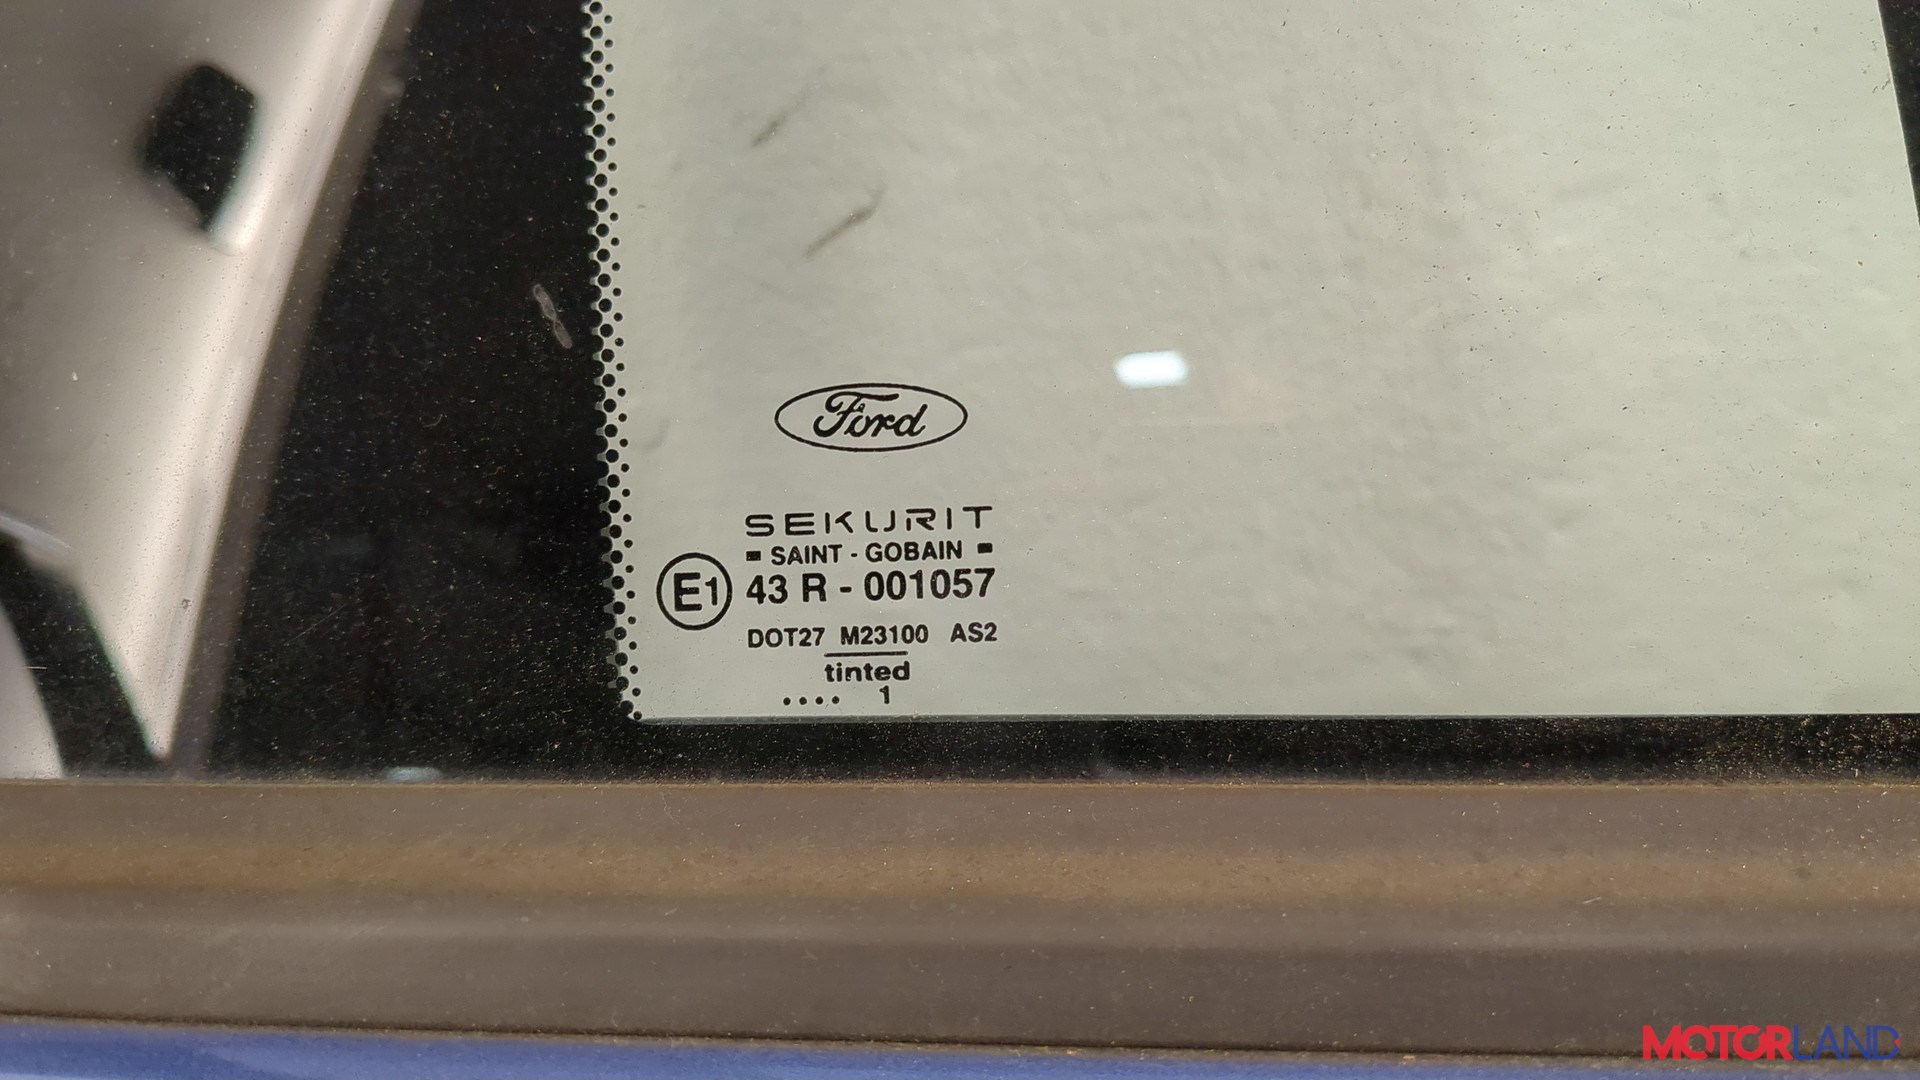 Ford
SEKURIT
SAINT - GOBAIN
E1 43 R - 001057
DOT27 M23100 AS2
tinted
.... 1
MOTORLAND